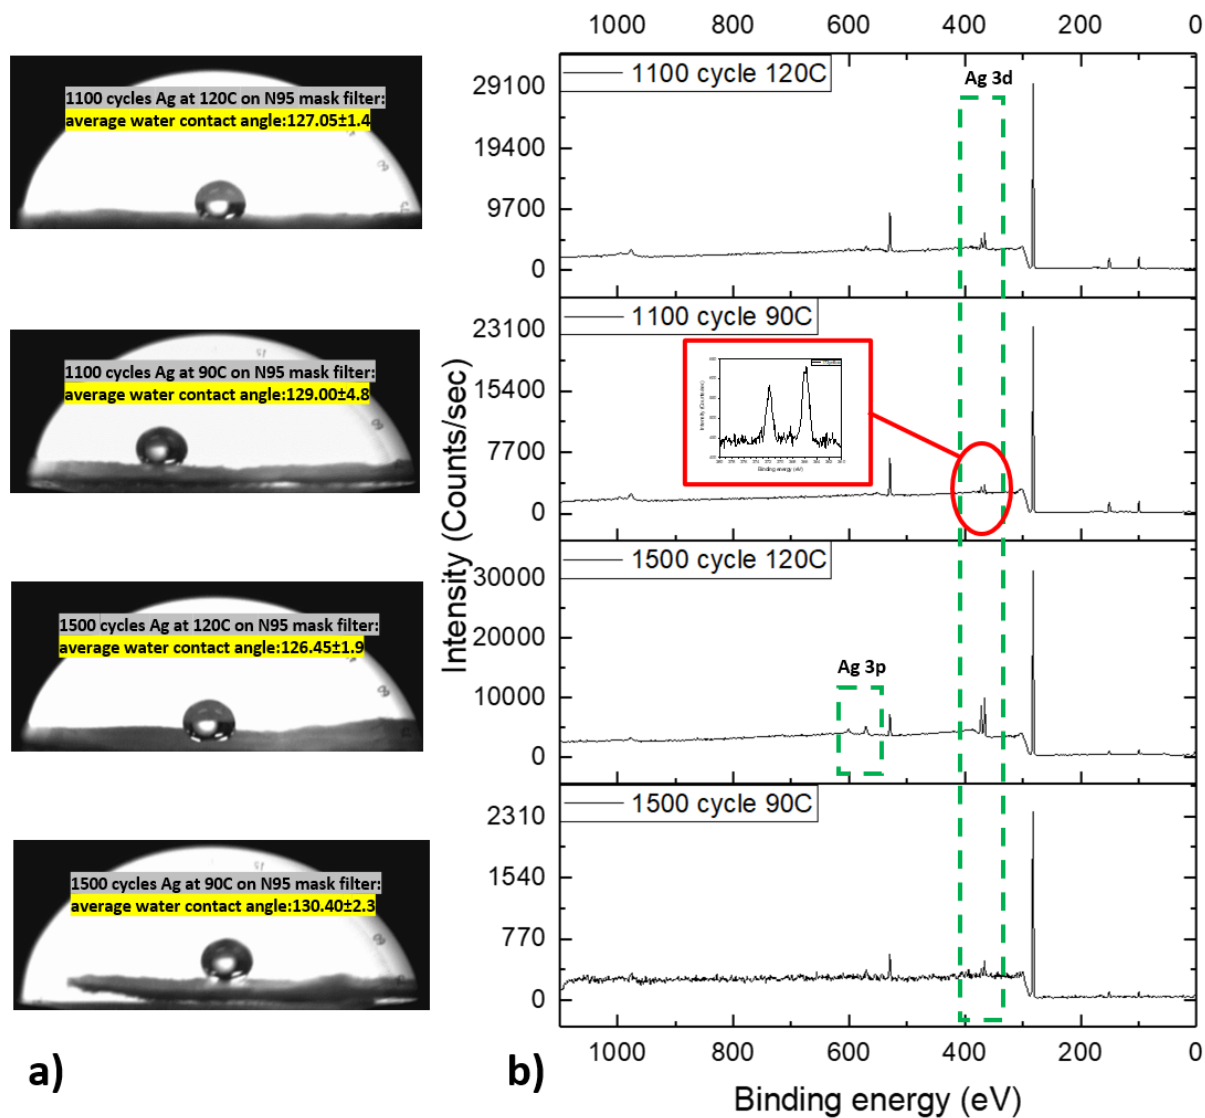 1100 cycles Ag at 120C on N95 mask filter:
average water contact angle:127.05±1.4
1100 cycles Ag at 90C on N95 mask filter:
average water contact angle:129.00±4.8
1500 cycles Ag at 120C on N95 mask filter:
average water contact angle:126.45±1.9
1500 cycles Ag at 90C on N95 mask filter:
average water contact angle:130.40±2.3
a)
1000 800 600 400 200 0
1100 cycle 120C
Ag 3d
29100
19400
9700
0
1100 cycle 90C
23100
15400
7700
0
Intensity (Counts/sec)
Binding energy (eV)
1500 cycle 120C
30000
20000
10000
0
Ag 3p
1500 cycle 90C
2310
1540
770
0
Intensity (Counts/sec)
1000 800 600 400 200 0
Binding energy (eV)
b)